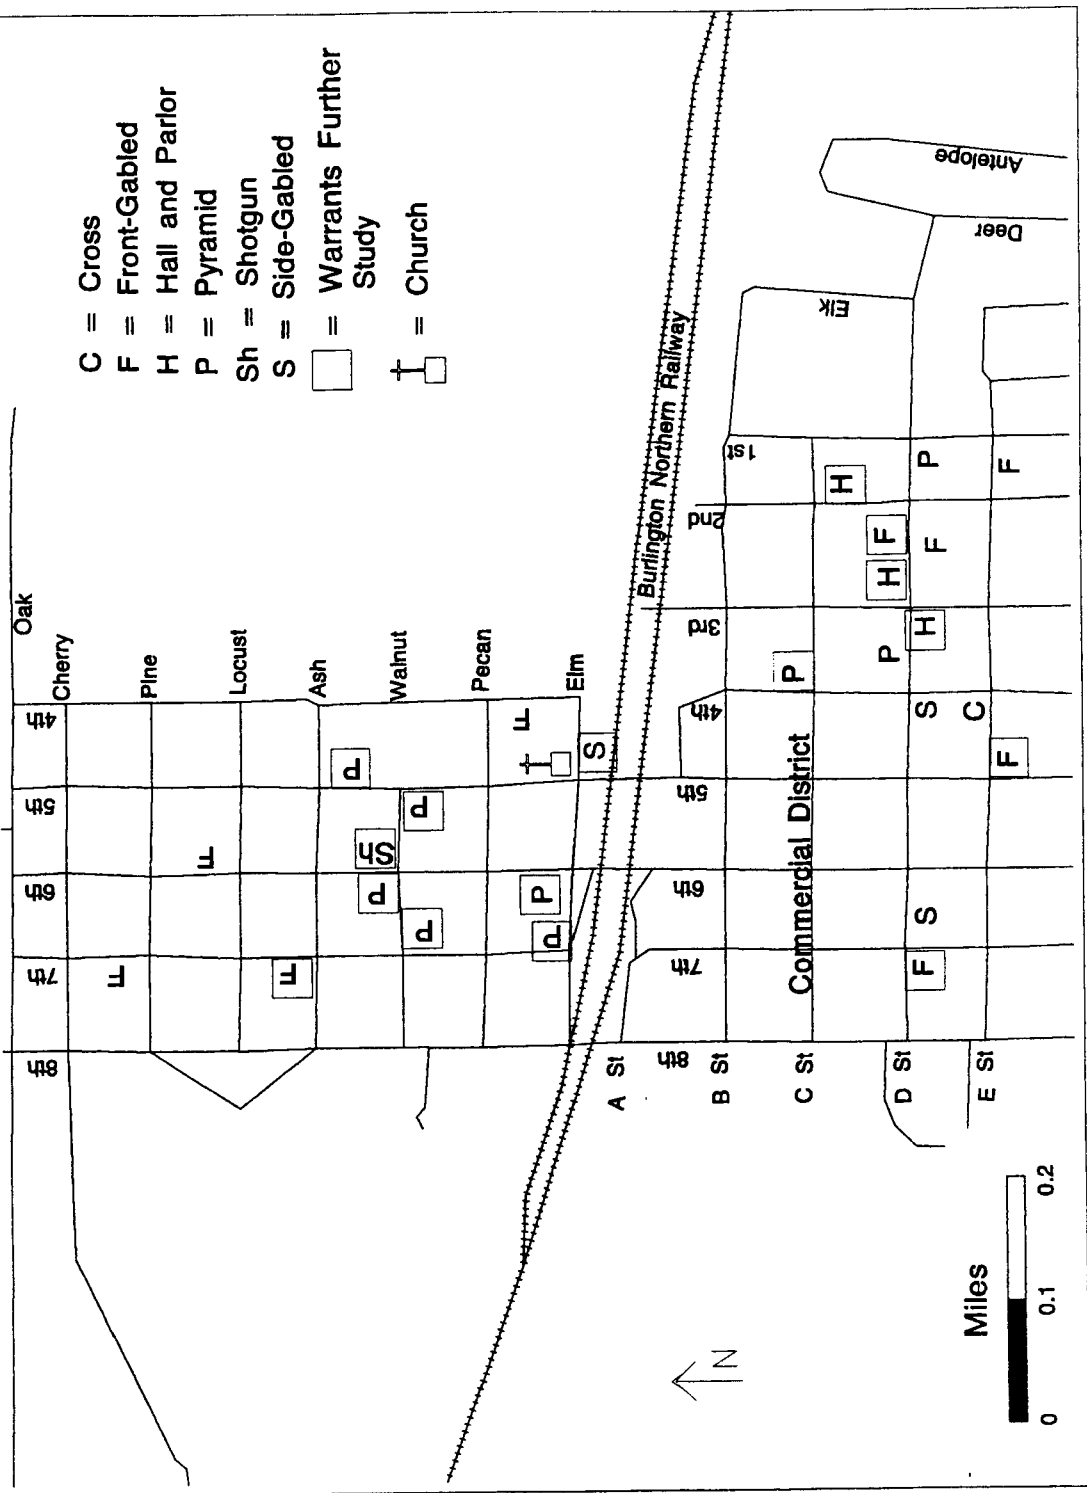 C = Cross
F = Front-Gabled
H = Hall and Parlor
P = Pyramid
Sh = Shotgun
S = Side-Gabled
= Warrants Further
Study
= Church
Oak
Cherry
Pine
Locust
Ash
Walnut
Pecan
Elm
4th
5th
6th
7th
8th
F
F
F
F
P
P
Sh
P
P
P
P
F
S
Burlington Northern Railway
A St
B St
C St
D St
E St
8th
7th
6th
5th
4th
3rd
2nd
1st
Elk
Deer
Antelope
Commercial District
P
H
F
H
P
F
S
S
C
H
F
P
F
F
N
Miles
0
0.1
0.2